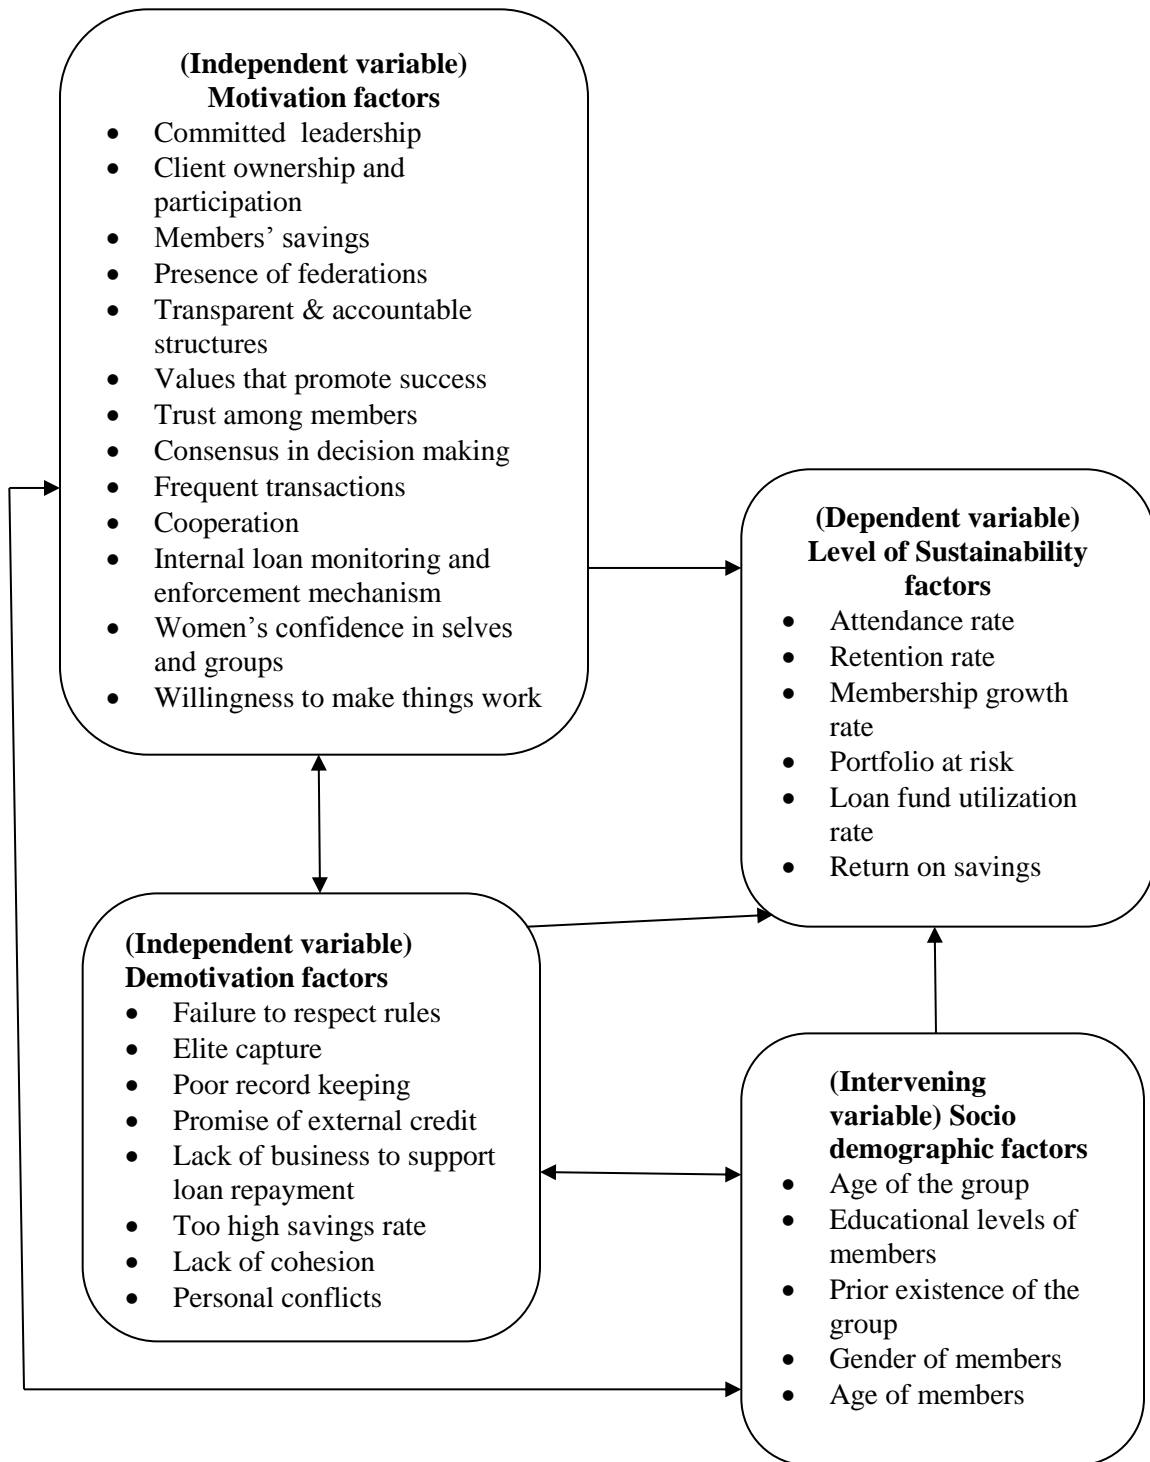 (Independent variable)
Motivation factors
• Committed leadership
• Client ownership and
participation
• Members’ savings
• Presence of federations
• Transparent & accountable
structures
• Values that promote success
• Trust among members
• Consensus in decision making
• Frequent transactions
• Cooperation
• Internal loan monitoring and
enforcement mechanism
• Women’s confidence in selves
and groups
• Willingness to make things work
(Dependent variable)
Level of Sustainability
factors
• Attendance rate
• Retention rate
• Membership growth
rate
• Portfolio at risk
• Loan fund utilization
rate
• Return on savings
(Independent variable)
Demotivation factors
• Failure to respect rules
• Elite capture
• Poor record keeping
• Promise of external credit
• Lack of business to support
loan repayment
• Too high savings rate
• Lack of cohesion
• Personal conflicts
(Intervening
variable) Socio
demographic factors
• Age of the group
• Educational levels of
members
• Prior existence of the
group
• Gender of members
• Age of members